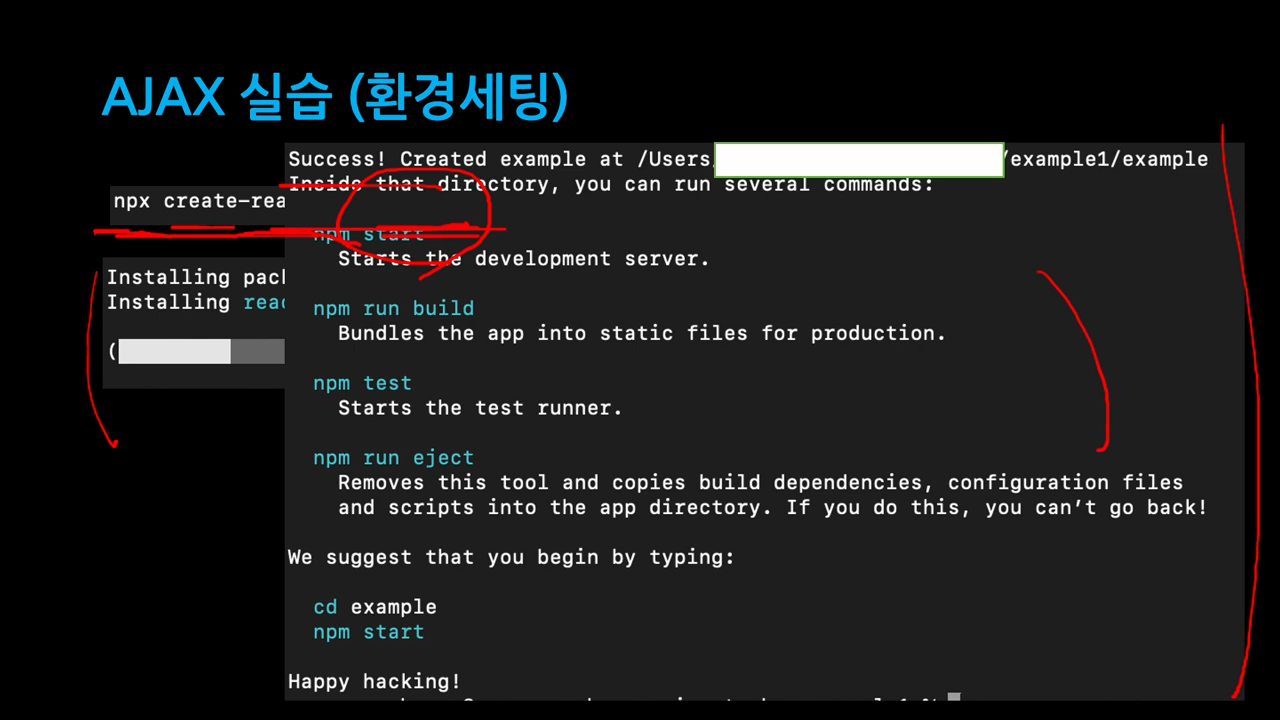 AJAX 실습 (환경세팅)
Success! Created example at /Users/ /example1/example
Inside that directory, you can run several commands:
npx create-rea
npm start
Starts the development server.
Installing pack
Installing reac
npm run build
Bundles the app into static files for production.
(
npm test
Starts the test runner.
npm run eject
Removes this tool and copies build dependencies, configuration files
and scripts into the app directory. If you do this, you can’t go back!
We suggest that you begin by typing:
cd example
npm start
Happy hacking!